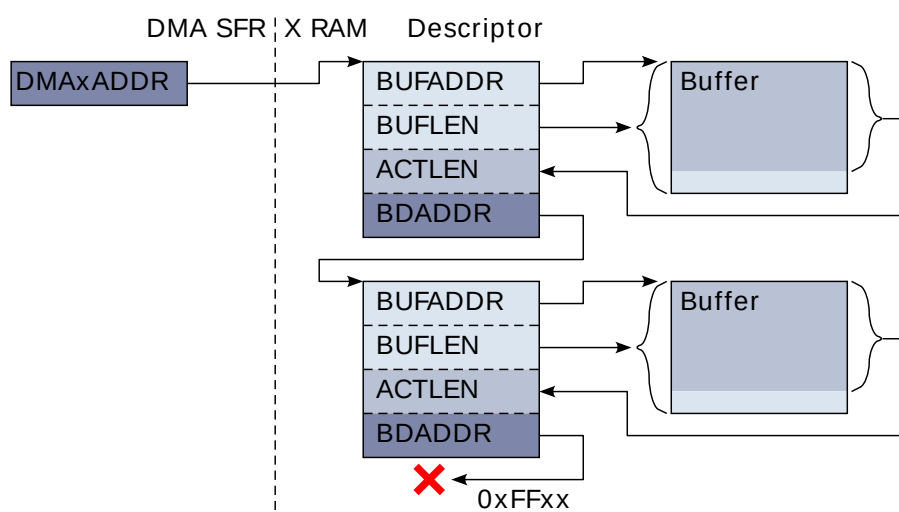 DMA SFR X RAM Descriptor
DMAxADDR
BUFADDR
BUFLEN
ACTLEN
BDADDR
Buffer
BUFADDR
BUFLEN
ACTLEN
BDADDR
Buffer
0xFFxx